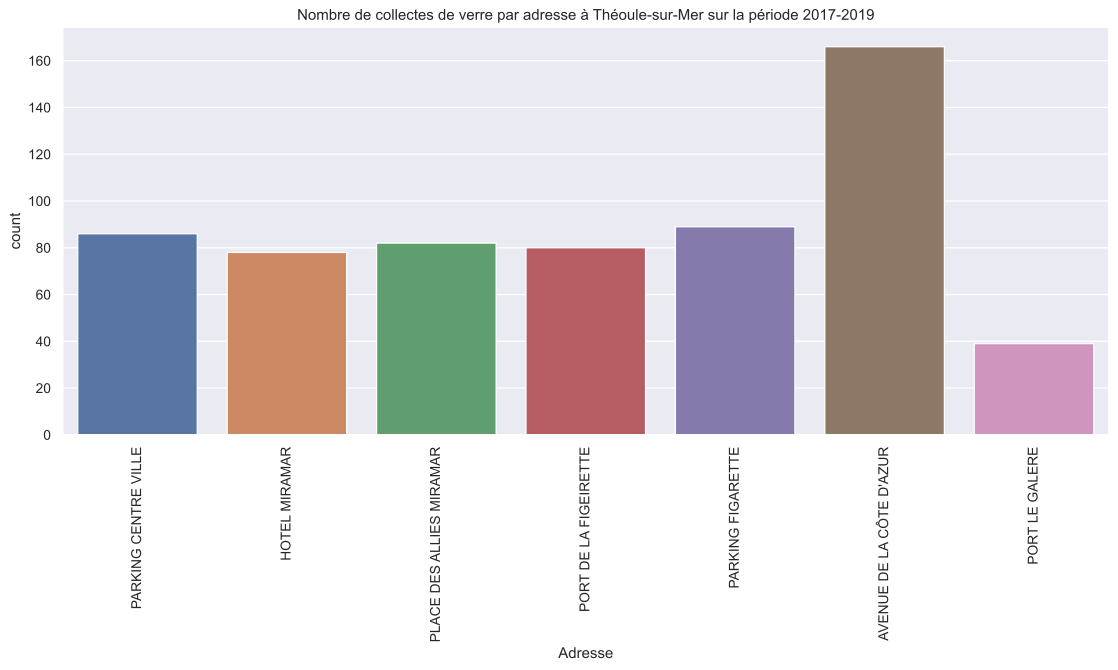 Nombre de collectes de verre par adresse à Théoule-sur-Mer sur la période 2017-2019
160
140
120
100
80
60
40
20
0
count
PARKING CENTRE VILLE
HOTEL MIRAMAR
PLACE DES ALLIES MIRAMAR
PORT DE LA FIGEIRETTE
PARKING FIGARETTE
AVENUE DE LA CÔTE D'AZUR
PORT LE GALERE
Adresse